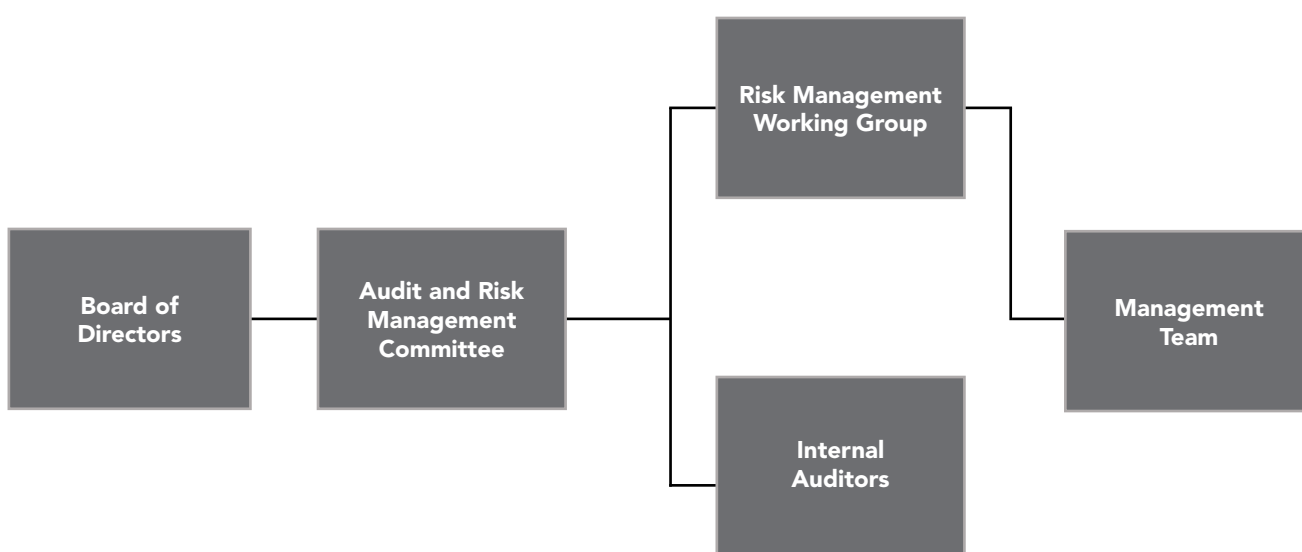 Risk Management
Working Group
Board of
Directors
Audit and Risk
Management
Committee
Management
Team
Internal
Auditors